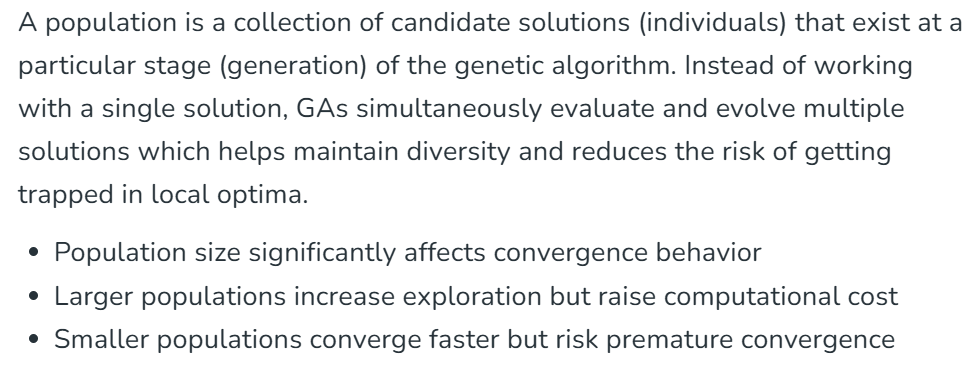 A population is a collection of candidate solutions (individuals) that exist at a
particular stage (generation) of the genetic algorithm. Instead of working
with a single solution, GAs simultaneously evaluate and evolve multiple
solutions which helps maintain diversity and reduces the risk of getting
trapped in local optima.
• Population size significantly affects convergence behavior
• Larger populations increase exploration but raise computational cost
• Smaller populations converge faster but risk premature convergence